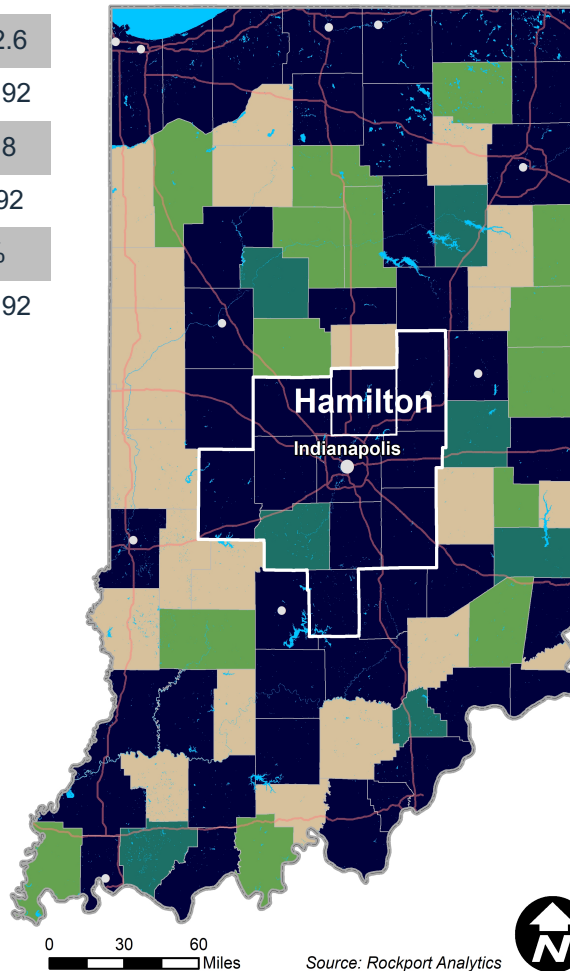 2.6
92
8
92
%
92
Hamilton
Indianapolis
0 30 60
Miles
Source: Rockport Analytics
N